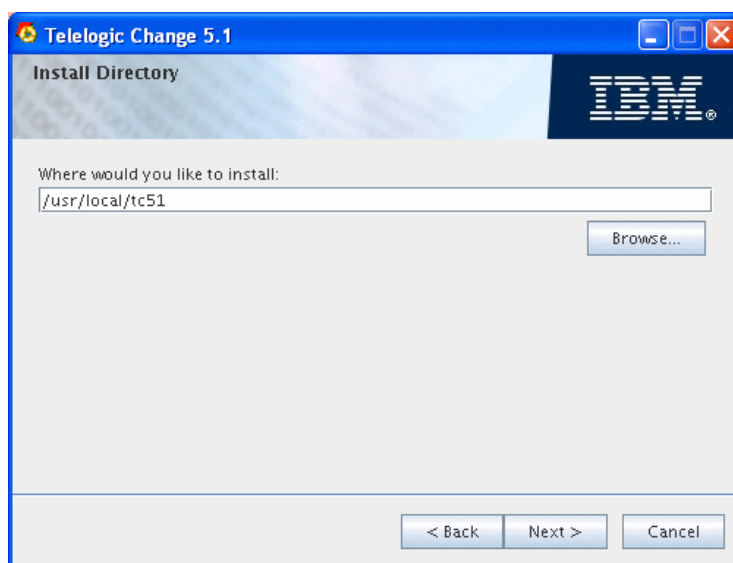 Telelogic Change 5.1
Install Directory
IBM®
Where would you like to install:
/usr/local/tc51
Browse...
< Back
Next >
Cancel